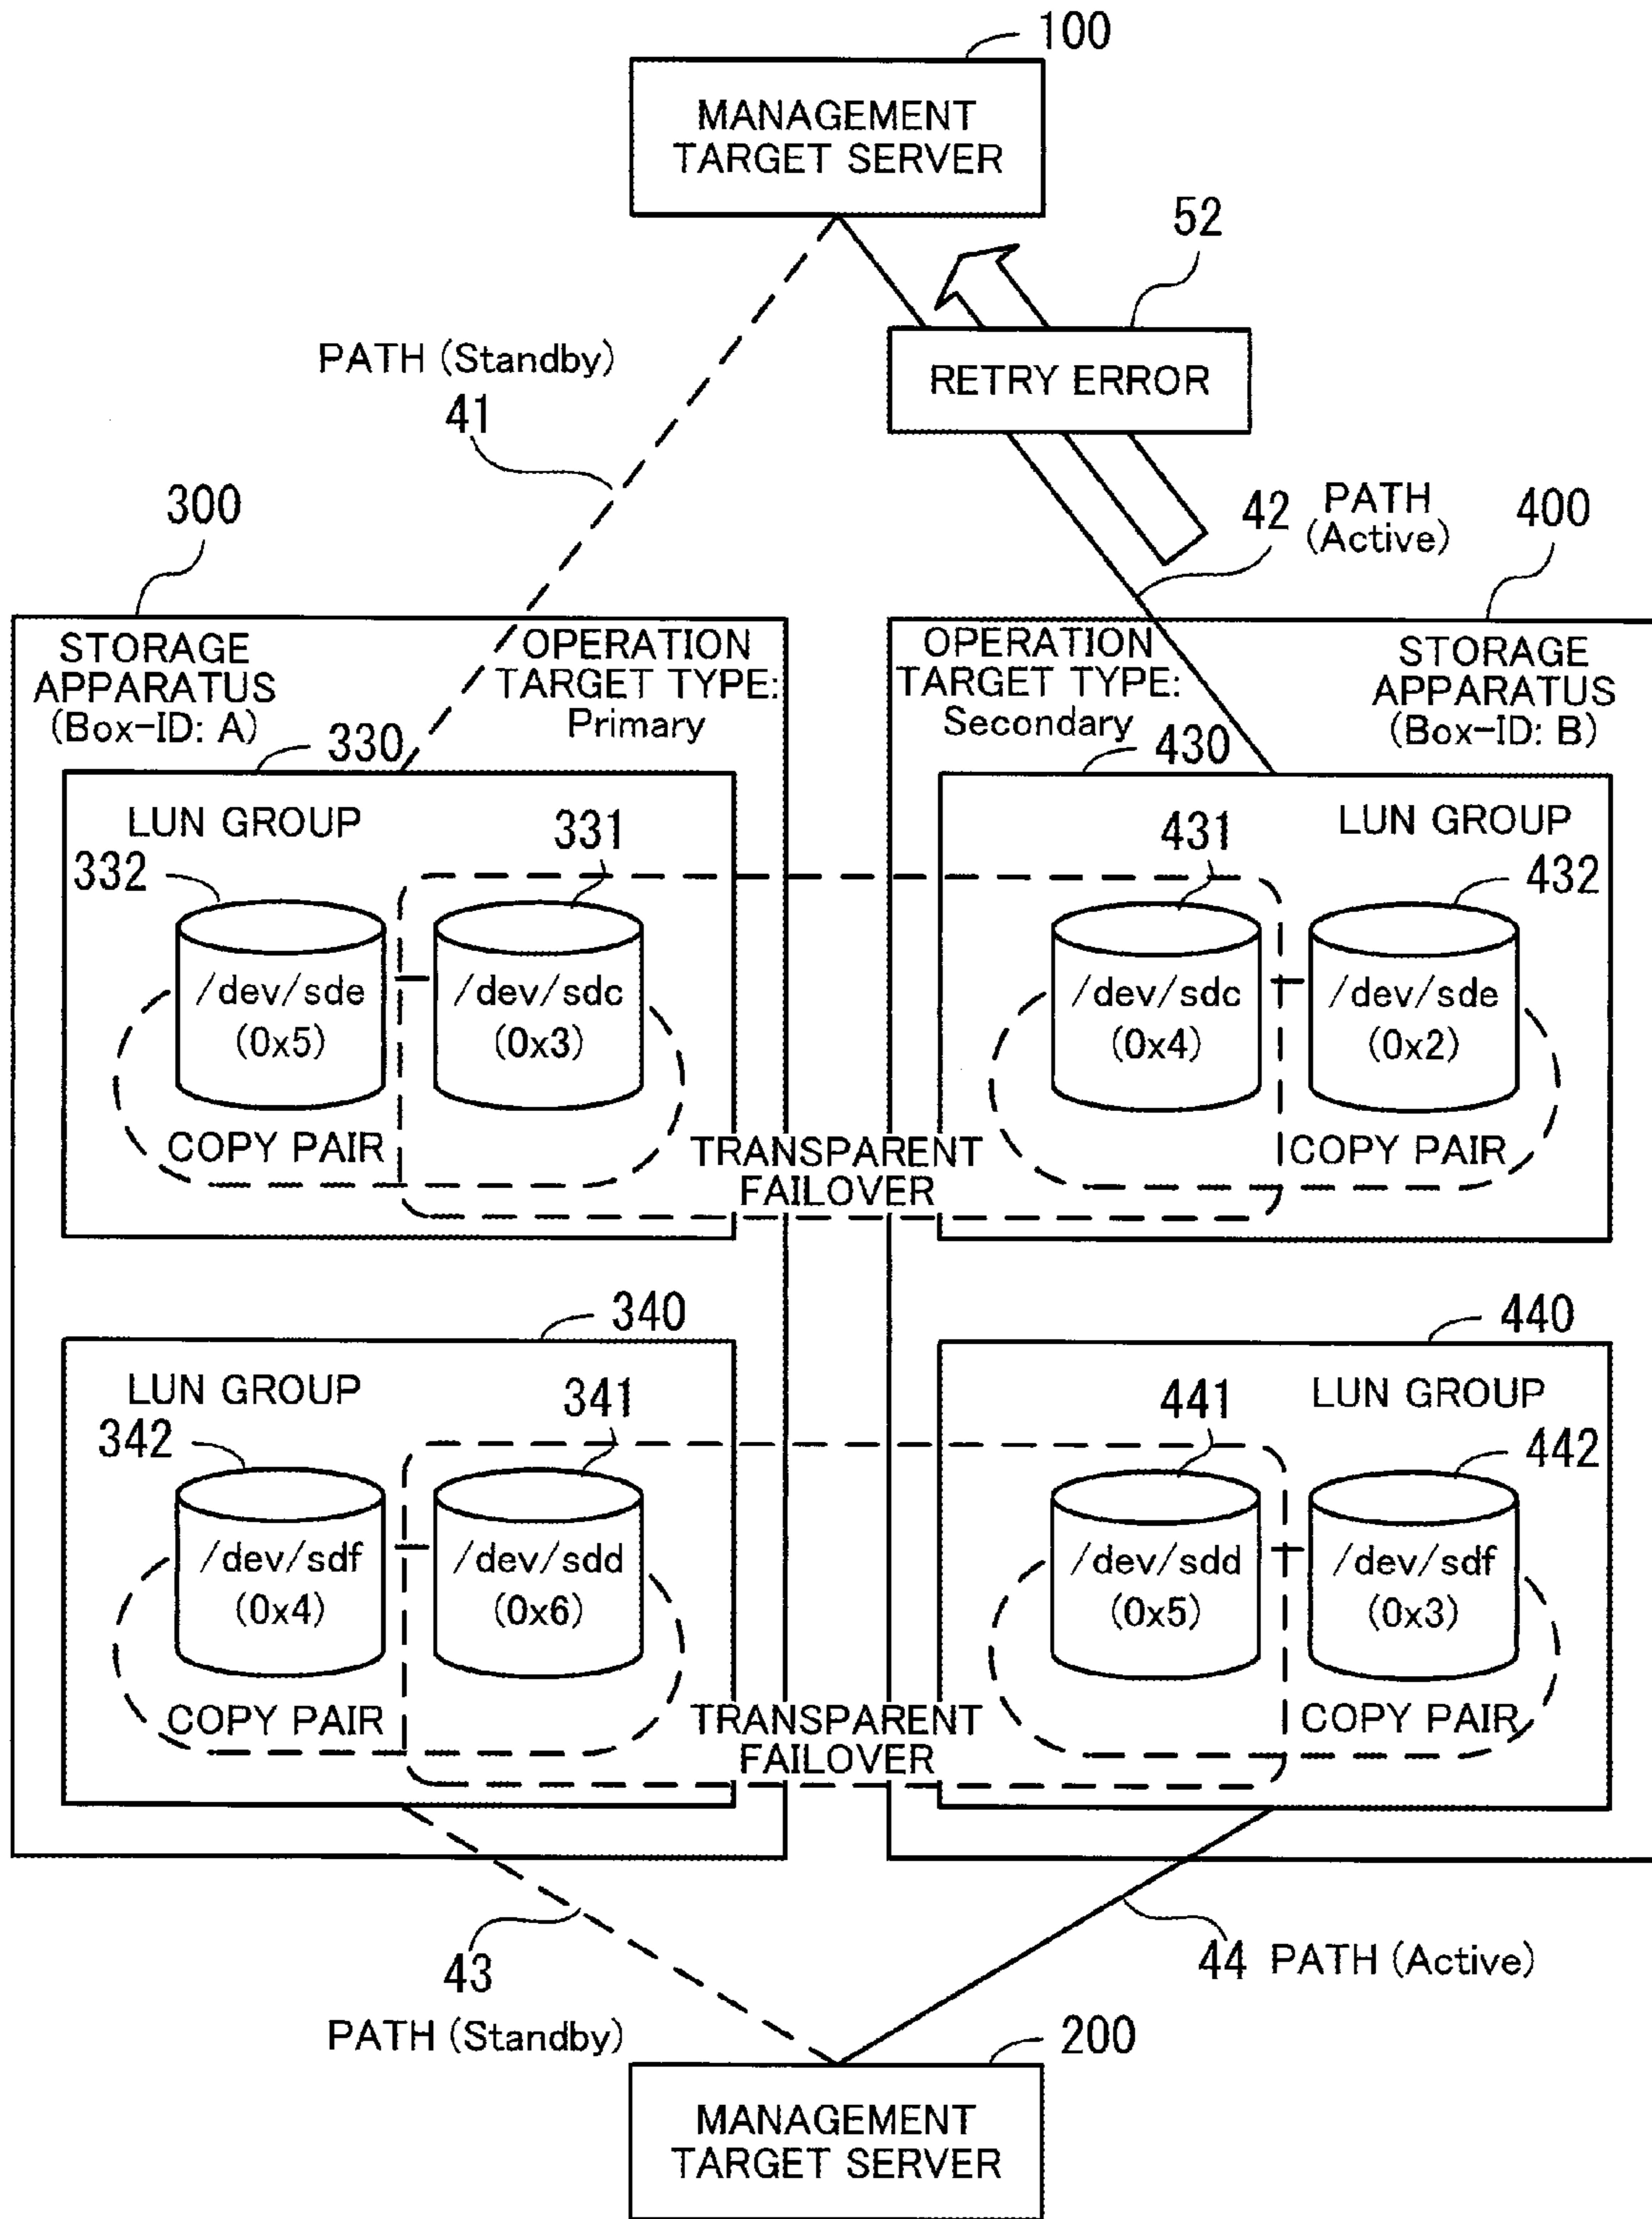 100
MANAGEMENT
TARGET SERVER
52
RETRY ERROR
PATH (Standby)
41
42
PATH
(Active)
300
400
STORAGE
APPARATUS
(Box-ID: A)
OPERATION
TARGET TYPE:
Primary
OPERATION
TARGET TYPE:
Secondary
STORAGE
APPARATUS
(Box-ID: B)
330
430
LUN GROUP
331
332
431
LUN GROUP
432
/dev/sde
(0x5)
/dev/sdc
(0x3)
/dev/sdc
(0x4)
/dev/sde
(0x2)
COPY PAIR
TRANSPARENT
FAILOVER
COPY PAIR
340
440
LUN GROUP
341
342
441
LUN GROUP
442
/dev/sdf
(0x4)
/dev/sdd
(0x6)
/dev/sdd
(0x5)
/dev/sdf
(0x3)
COPY PAIR
TRANSPARENT
FAILOVER
COPY PAIR
43
PATH (Standby)
44 PATH (Active)
200
MANAGEMENT
TARGET SERVER